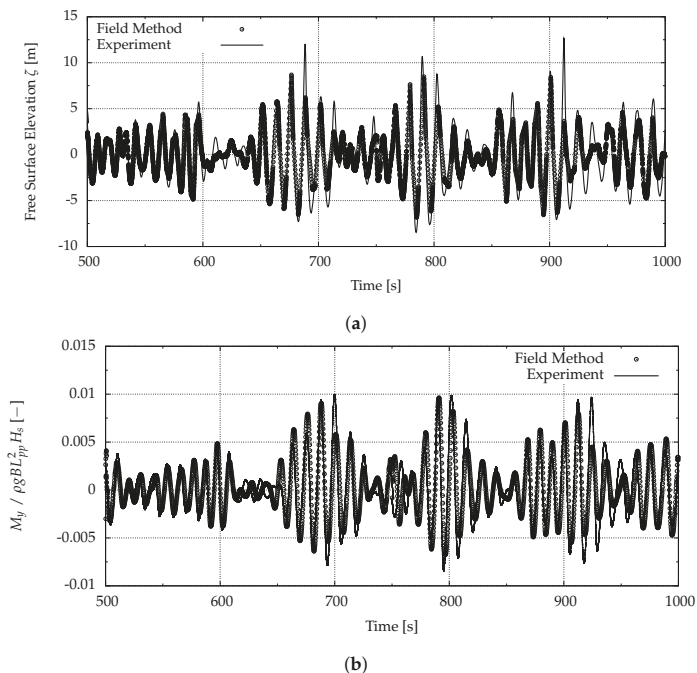 15
10
5
0
-5
-10
Free Surface Elevation ζ [m]
Field Method
Experiment
500 600 700 800 900 1000
Time [s]
(a)
0.015
0.01
0.005
0
-0.005
-0.01
M_y / ρgBL²_pp H_s [−]
Field Method
Experiment
500 600 700 800 900 1000
Time [s]
(b)